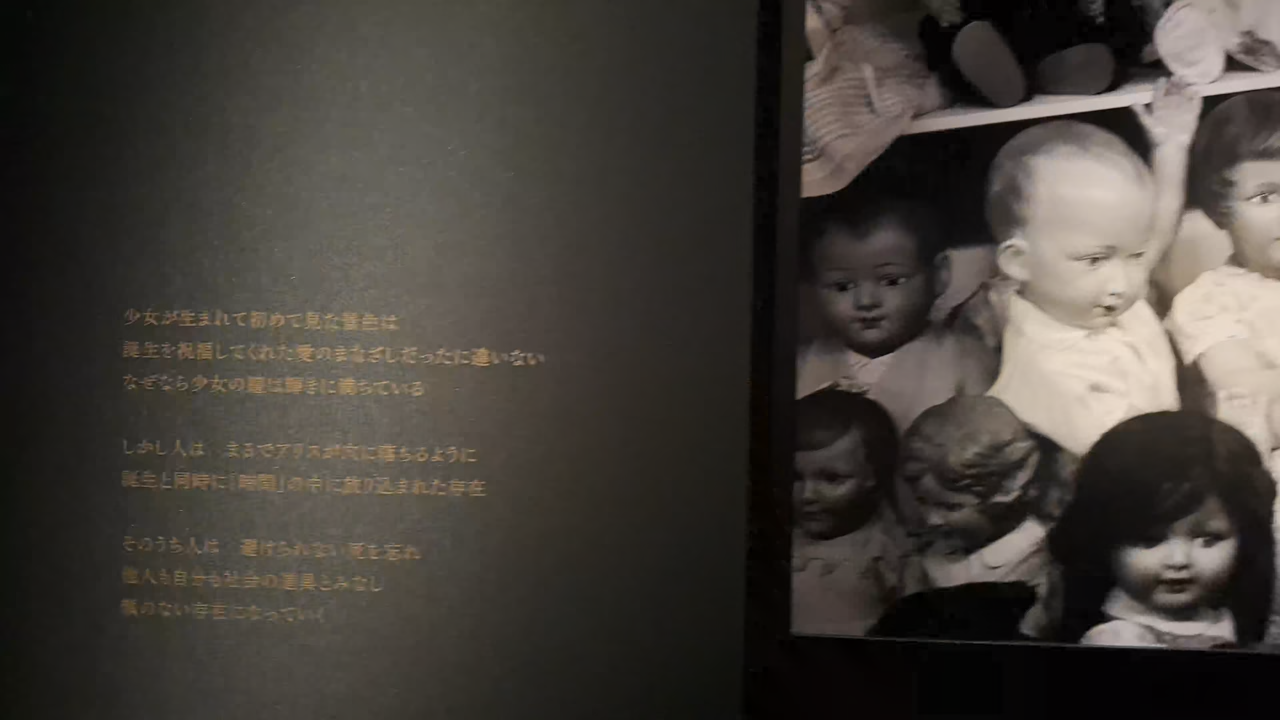 少女が生まれて初めて見た景色は
誕生を祝福してくれた愛のまなざしだったに違いない
なぜなら少女の瞳は輝きに満ちている
しかし人は　まるでアリスが穴に落ちるように
誕生と同時に「時間」の中に放り込まれた存在
そのうち人は　避けられない死を忘れ
他人も自分も社会の道具とみなし
のない存在になっていく